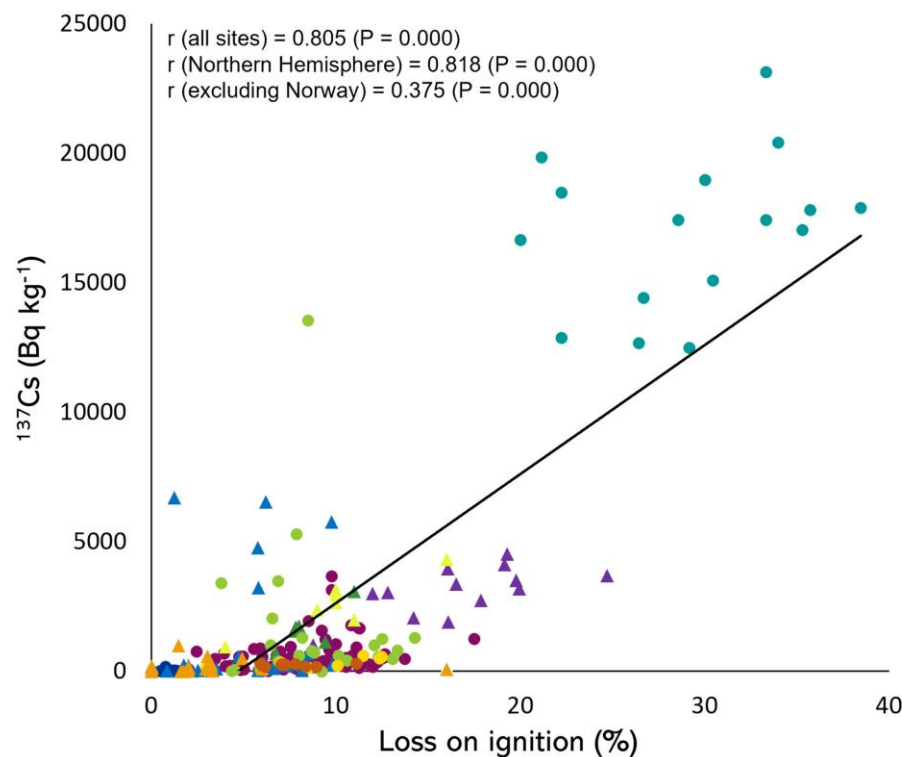 25000
r (all sites) = 0.805 (P = 0.000)
r (Northern Hemisphere) = 0.818 (P = 0.000)
r (excluding Norway) = 0.375 (P = 0.000)
20000
15000
10000
5000
0
¹³⁷Cs (Bq kg⁻¹)
0 10 20 30 40
Loss on ignition (%)